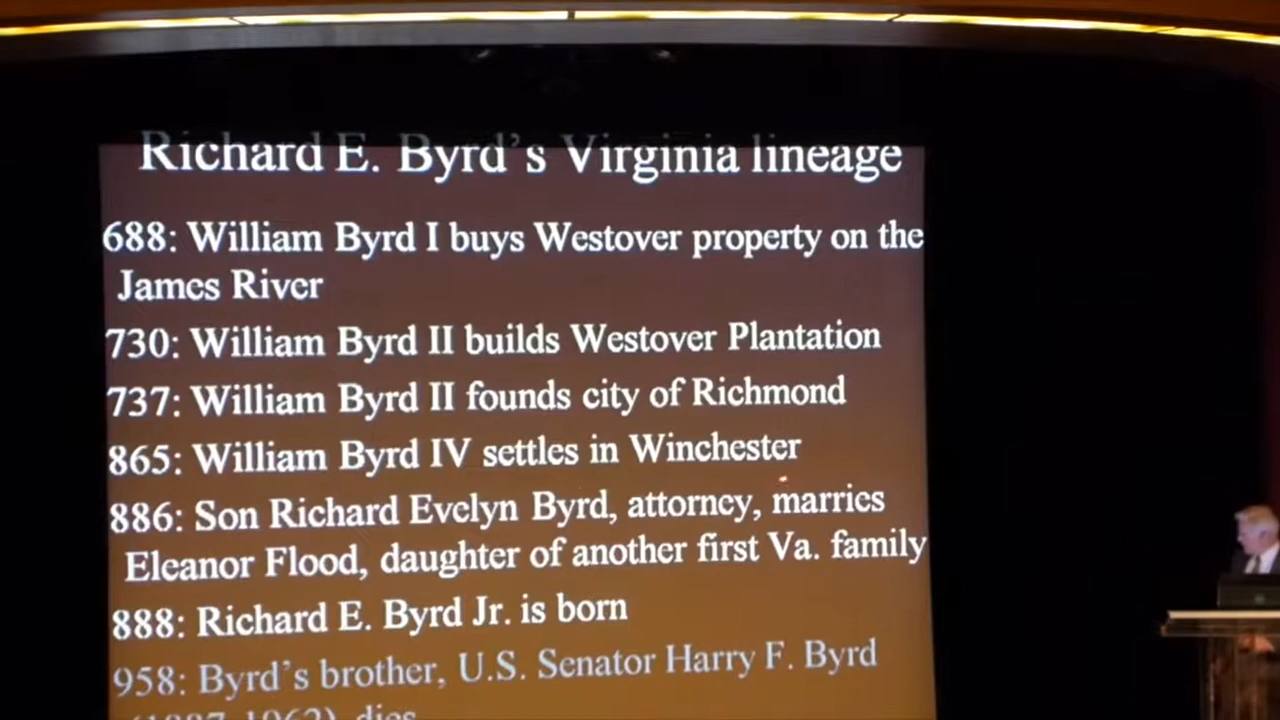 Richard E. Byrd's Virginia lineage
688: William Byrd I buys Westover property on the
James River
730: William Byrd II builds Westover Plantation
737: William Byrd II founds city of Richmond
865: William Byrd IV settles in Winchester
886: Son Richard Evelyn Byrd, attorney, marries
Eleanor Flood, daughter of another first Va. family
888: Richard E. Byrd Jr. is born
958: Byrd's brother, U.S. Senator Harry F. Byrd
dies